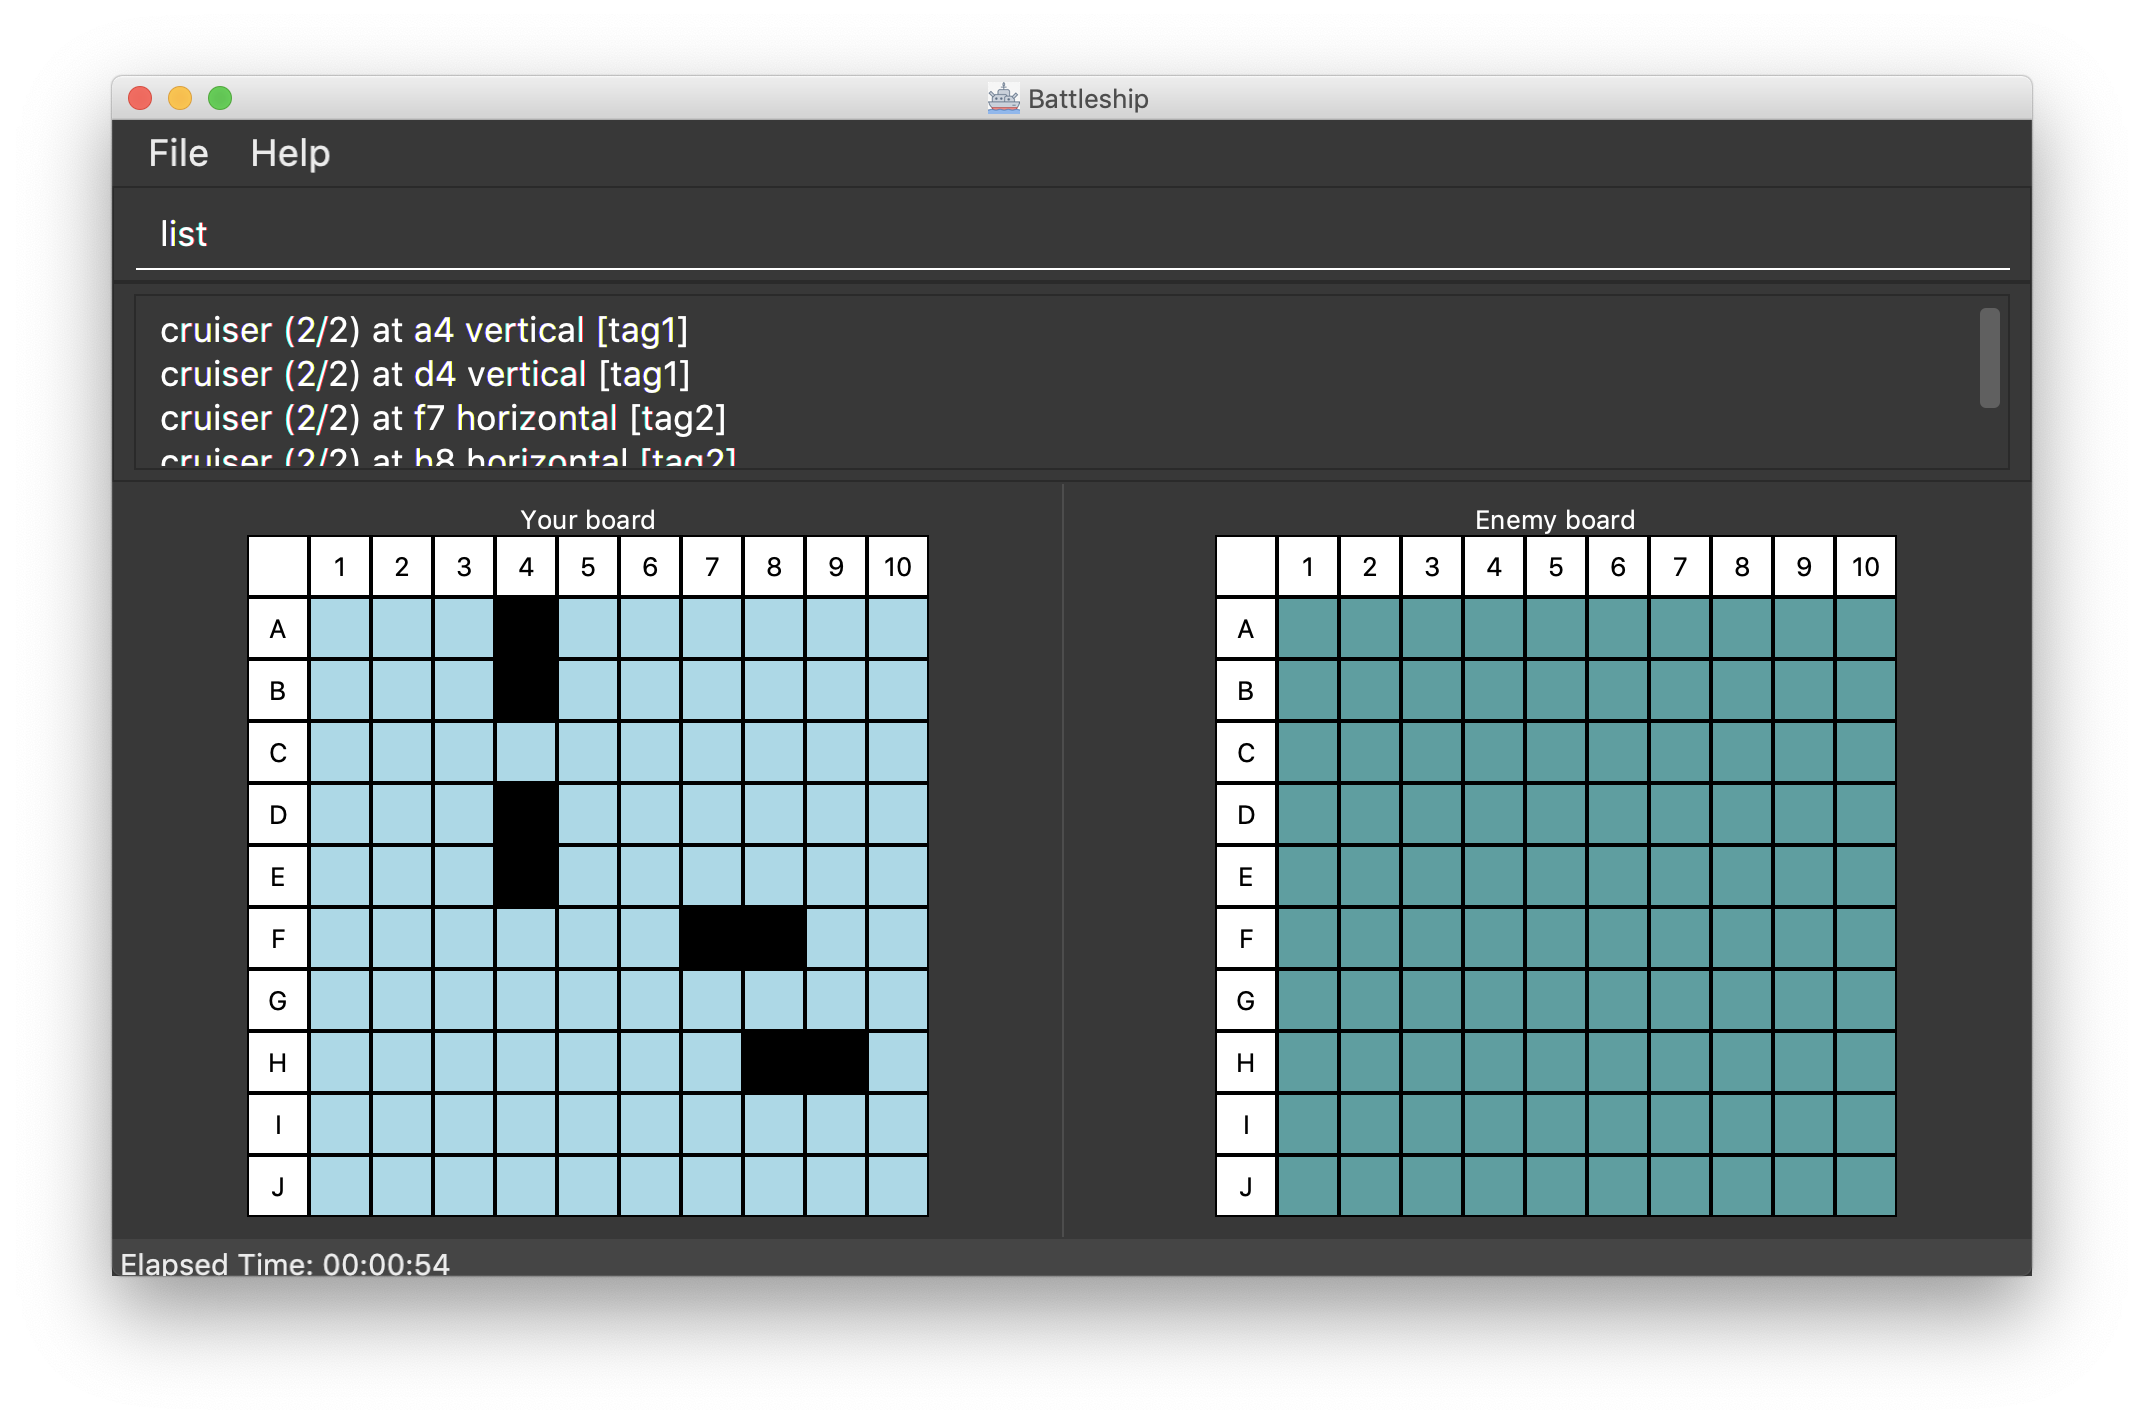 Battleship
File Help
list
cruiser (2/2) at a4 vertical [tag1]
cruiser (2/2) at d4 vertical [tag1]
cruiser (2/2) at f7 horizontal [tag2]
cruiser (2/2) at h8 horizontal [tag2]
Your board
1 2 3 4 5 6 7 8 9 10
A
B
C
D
E
F
G
H
I
J
Enemy board
1 2 3 4 5 6 7 8 9 10
A
B
C
D
E
F
G
H
I
J
Elapsed Time: 00:00:54